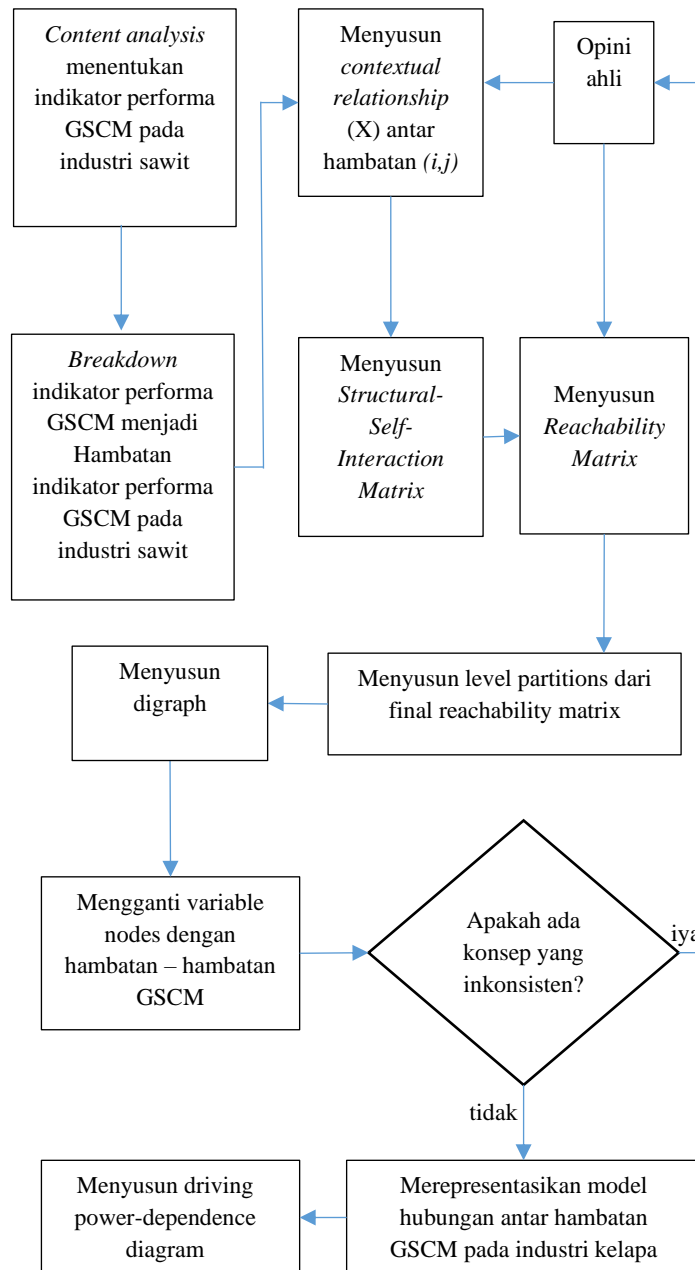 Content analysis
menentukan
indikator performa
GSCM pada
industri sawit
Menyusun
contextual
relationship
(X) antar
hambatan (i,j)
Opini
ahli
Breakdown
indikator performa
GSCM menjadi
Hambatan
indikator performa
GSCM pada
industri sawit
Menyusun
Structural-
Self-
Interaction
Matrix
Menyusun
Reachability
Matrix
Menyusun
digraph
Menyusun level partitions dari
final reachability matrix
Mengganti variable
nodes dengan
hambatan – hambatan
GSCM
Apakah ada
konsep yang
inkonsisten?
iya
tidak
Menyusun driving
power-dependence
diagram
Merepresentasikan model
hubungan antar hambatan
GSCM pada industri kelapa